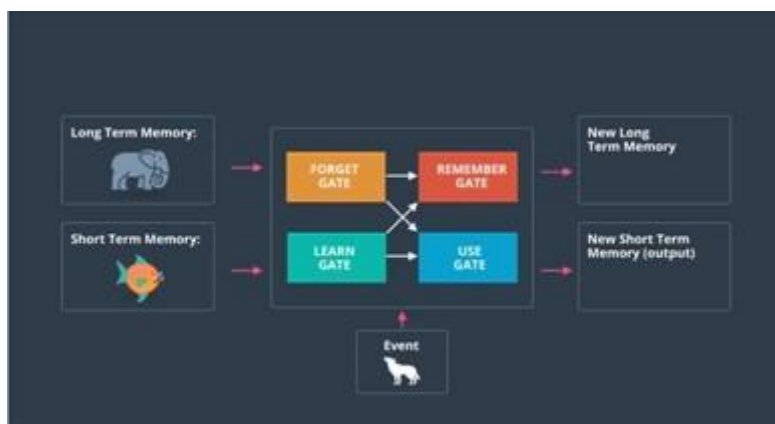 Long Term Memory:
Short Term Memory:
FORGET
GATE
REMEMBER
GATE
LEARN
GATE
USE
GATE
Event
New Long
Term Memory
New Short Term
Memory (output)